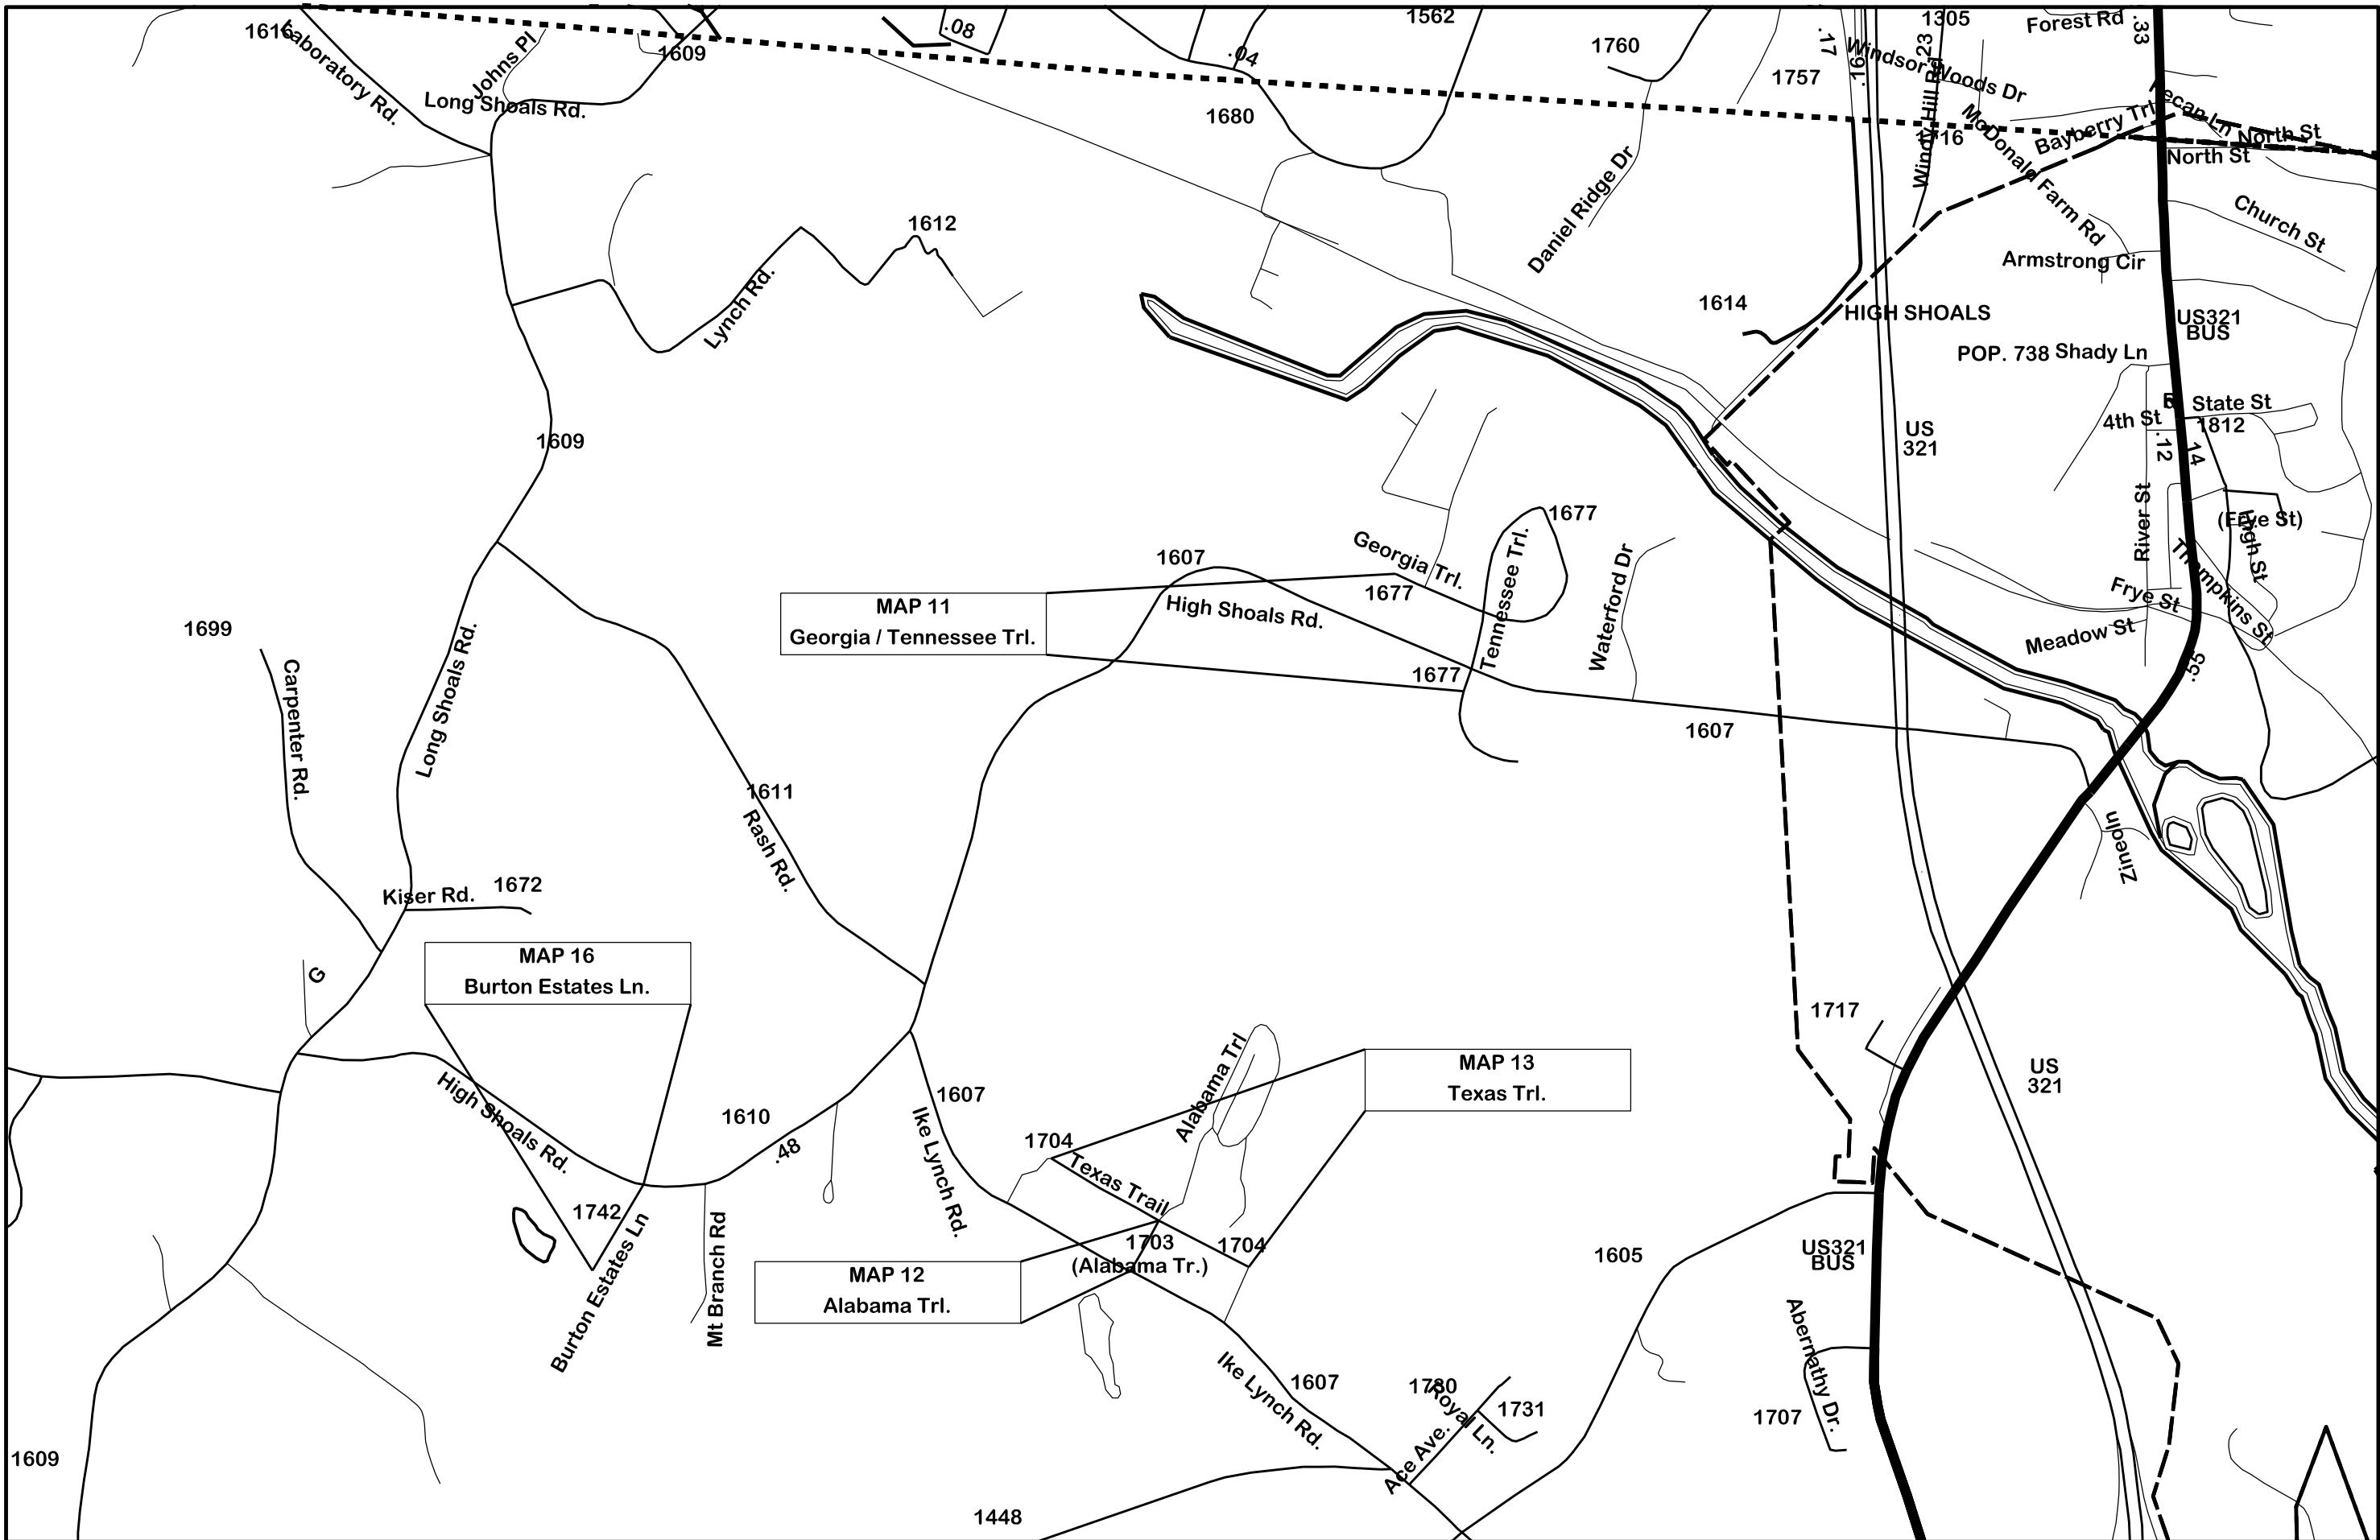 1616
Laboratory Rd.
Johns Pl
Long Shoals Rd.
1609
.08
.04
1562
1680
1760
1757
.17
.16
1305
Forest Rd
.33
Windsor Woods Dr
Windy Hill Rd
.23
McDonald Farm Rd
Bayberry Trl
Pecan Ln
North St
North St
Church St
Daniel Ridge Dr
1612
Lynch Rd.
Armstrong Cir
1614
HIGH SHOALS
US321
BUS
POP. 738
Shady Ln
State St
4th St
1812
.12
.14
US
321
1609
River St
(Frye St)
High St
Thompkins St
Frye St
Meadow St
.55
1677
Georgia Trl.
Tennessee Trl.
Waterford Dr
1607
1677
High Shoals Rd.
MAP 11
Georgia / Tennessee Trl.
1677
1607
1699
Carpenter Rd.
Long Shoals Rd.
1611
Rash Rd.
Zineoln
Kiser Rd.
1672
G
MAP 16
Burton Estates Ln.
1717
US
321
High Shoals Rd.
1610
.48
1607
Ike Lynch Rd.
Alabama Trl
MAP 13
Texas Trl.
1704
Texas Trail
1742
Burton Estates Ln
Mt Branch Rd
1703
(Alabama Tr.)
1704
MAP 12
Alabama Trl.
1605
US321
BUS
Abernathy Dr.
1707
Ike Lynch Rd.
1607
1780
Royal Ln.
1731
Ace Ave.
1609
1448